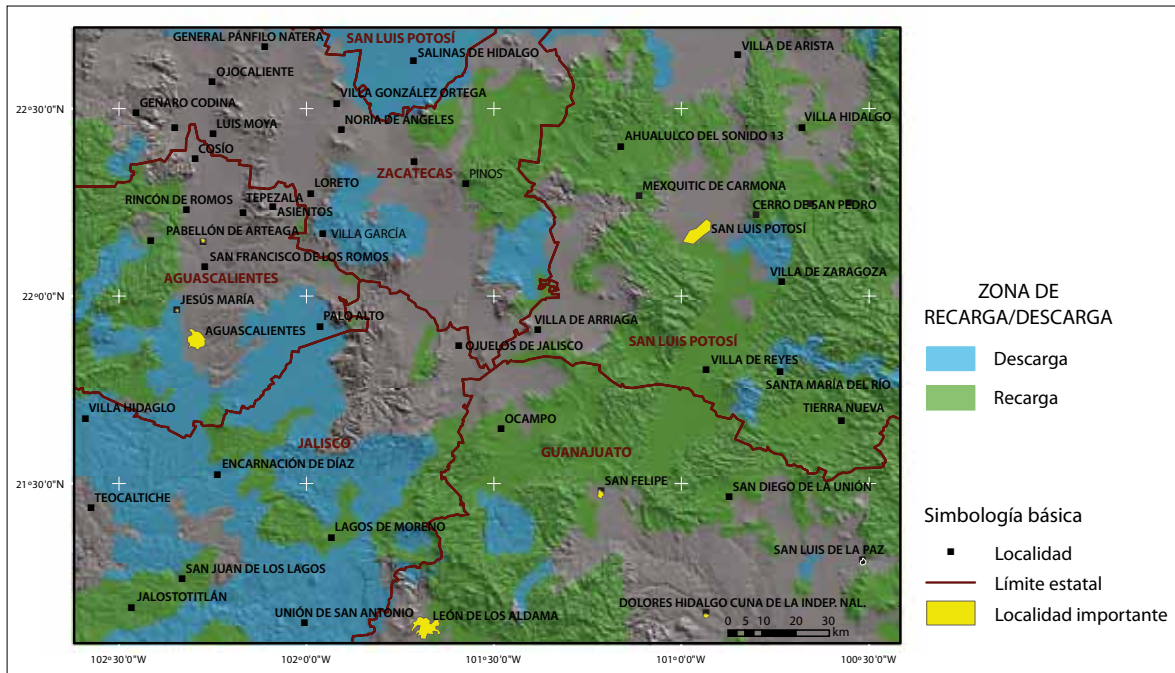 GENERAL PÁNFILO NATERA
SAN LUIS POTOSÍ
SALINAS DE HIDALGO
VILLA DE ARISTA
OJOCALIENTE
VILLA GONZÁLEZ ORTEGA
22°30'0"N
GENARO CODINA
LUIS MOYA
NORIA DE ÁNGELES
VILLA HIDALGO
AHUALULCO DEL SONIDO 13
COSÍO
ZACATECAS
PINOS
MEXQUITIC DE CARMONA
LORETO
RINCÓN DE ROMOS
TEPEZALA
ASIENTOS
CERRO DE SAN PEDRO
PABELLÓN DE ARTEAGA
VILLA GARCÍA
SAN LUIS POTOSÍ
SAN FRANCISCO DE LOS ROMOS
AGUASCALIENTES
VILLA DE ZARAGOZA
22°0'0"N
JESÚS MARÍA
PALO ALTO
AGUASCALIENTES
VILLA DE ARRIAGA
OJUELOS DE JALISCO
SAN LUIS POTOSÍ
VILLA DE REYES
SANTA MARÍA DEL RÍO
VILLA HIDAGLO
OCAMPO
TIERRA NUEVA
JALISCO
GUANAJUATO
ENCARNACIÓN DE DÍAZ
21°30'0"N
SAN FELIPE
SAN DIEGO DE LA UNIÓN
TEOCALTICHE
LAGOS DE MORENO
SAN LUIS DE LA PAZ
SAN JUAN DE LOS LAGOS
JALOSTOTITLÁN
UNIÓN DE SAN ANTONIO
LEÓN DE LOS ALDAMA
DOLORES HIDALGO CUNA DE LA INDEP. NAL.
0 5 10 20 30
km
102°30'0"W 102°0'0"W 101°30'0"W 101°0'0"W 100°30'0"W
ZONA DE
RECARGA/DESCARGA
Descarga
Recarga
Simbología básica
Localidad
Límite estatal
Localidad importante